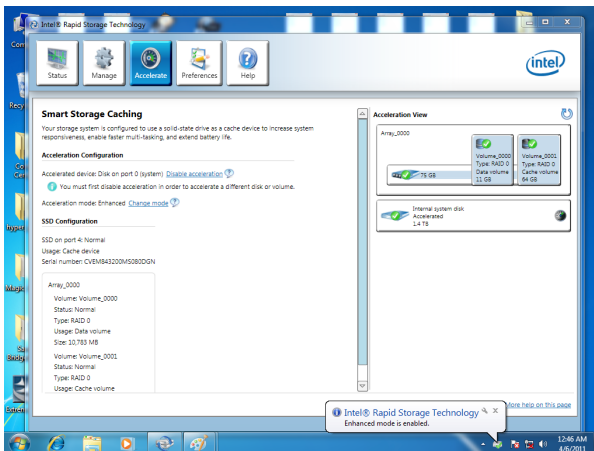 Intel® Rapid Storage Technology
Status
Manage
Accelerate
Preferences
Help
intel
Smart Storage Caching
Your storage system is configured to use a solid-state drive as a cache device to increase system
responsiveness, enable faster multi-tasking, and extend battery life.
Acceleration Configuration
Accelerated device: Disk on port 0 (system) Disable acceleration
You must first disable acceleration in order to accelerate a different disk or volume.
Acceleration mode: Enhanced Change mode
SSD Configuration
SSD on port 4: Normal
Usage: Cache device
Serial number: CVEM843200MS080DGN
Array_0000
Volume: Volume_0000
Status: Normal
Type: RAID 0
Usage: Data volume
Size: 10,783 MB
Volume: Volume_0001
Status: Normal
Type: RAID 0
Usage: Cache volume
Acceleration View
Array_0000
75 GB
Volume_0000
Type: RAID 0
Data volume
11 GB
Volume_0001
Type: RAID 0
Cache volume
64 GB
Internal system disk
Accelerated
1.4 TB
More help on this page
Intel® Rapid Storage Technology
Enhanced mode is enabled.
12:46 AM
4/6/2011